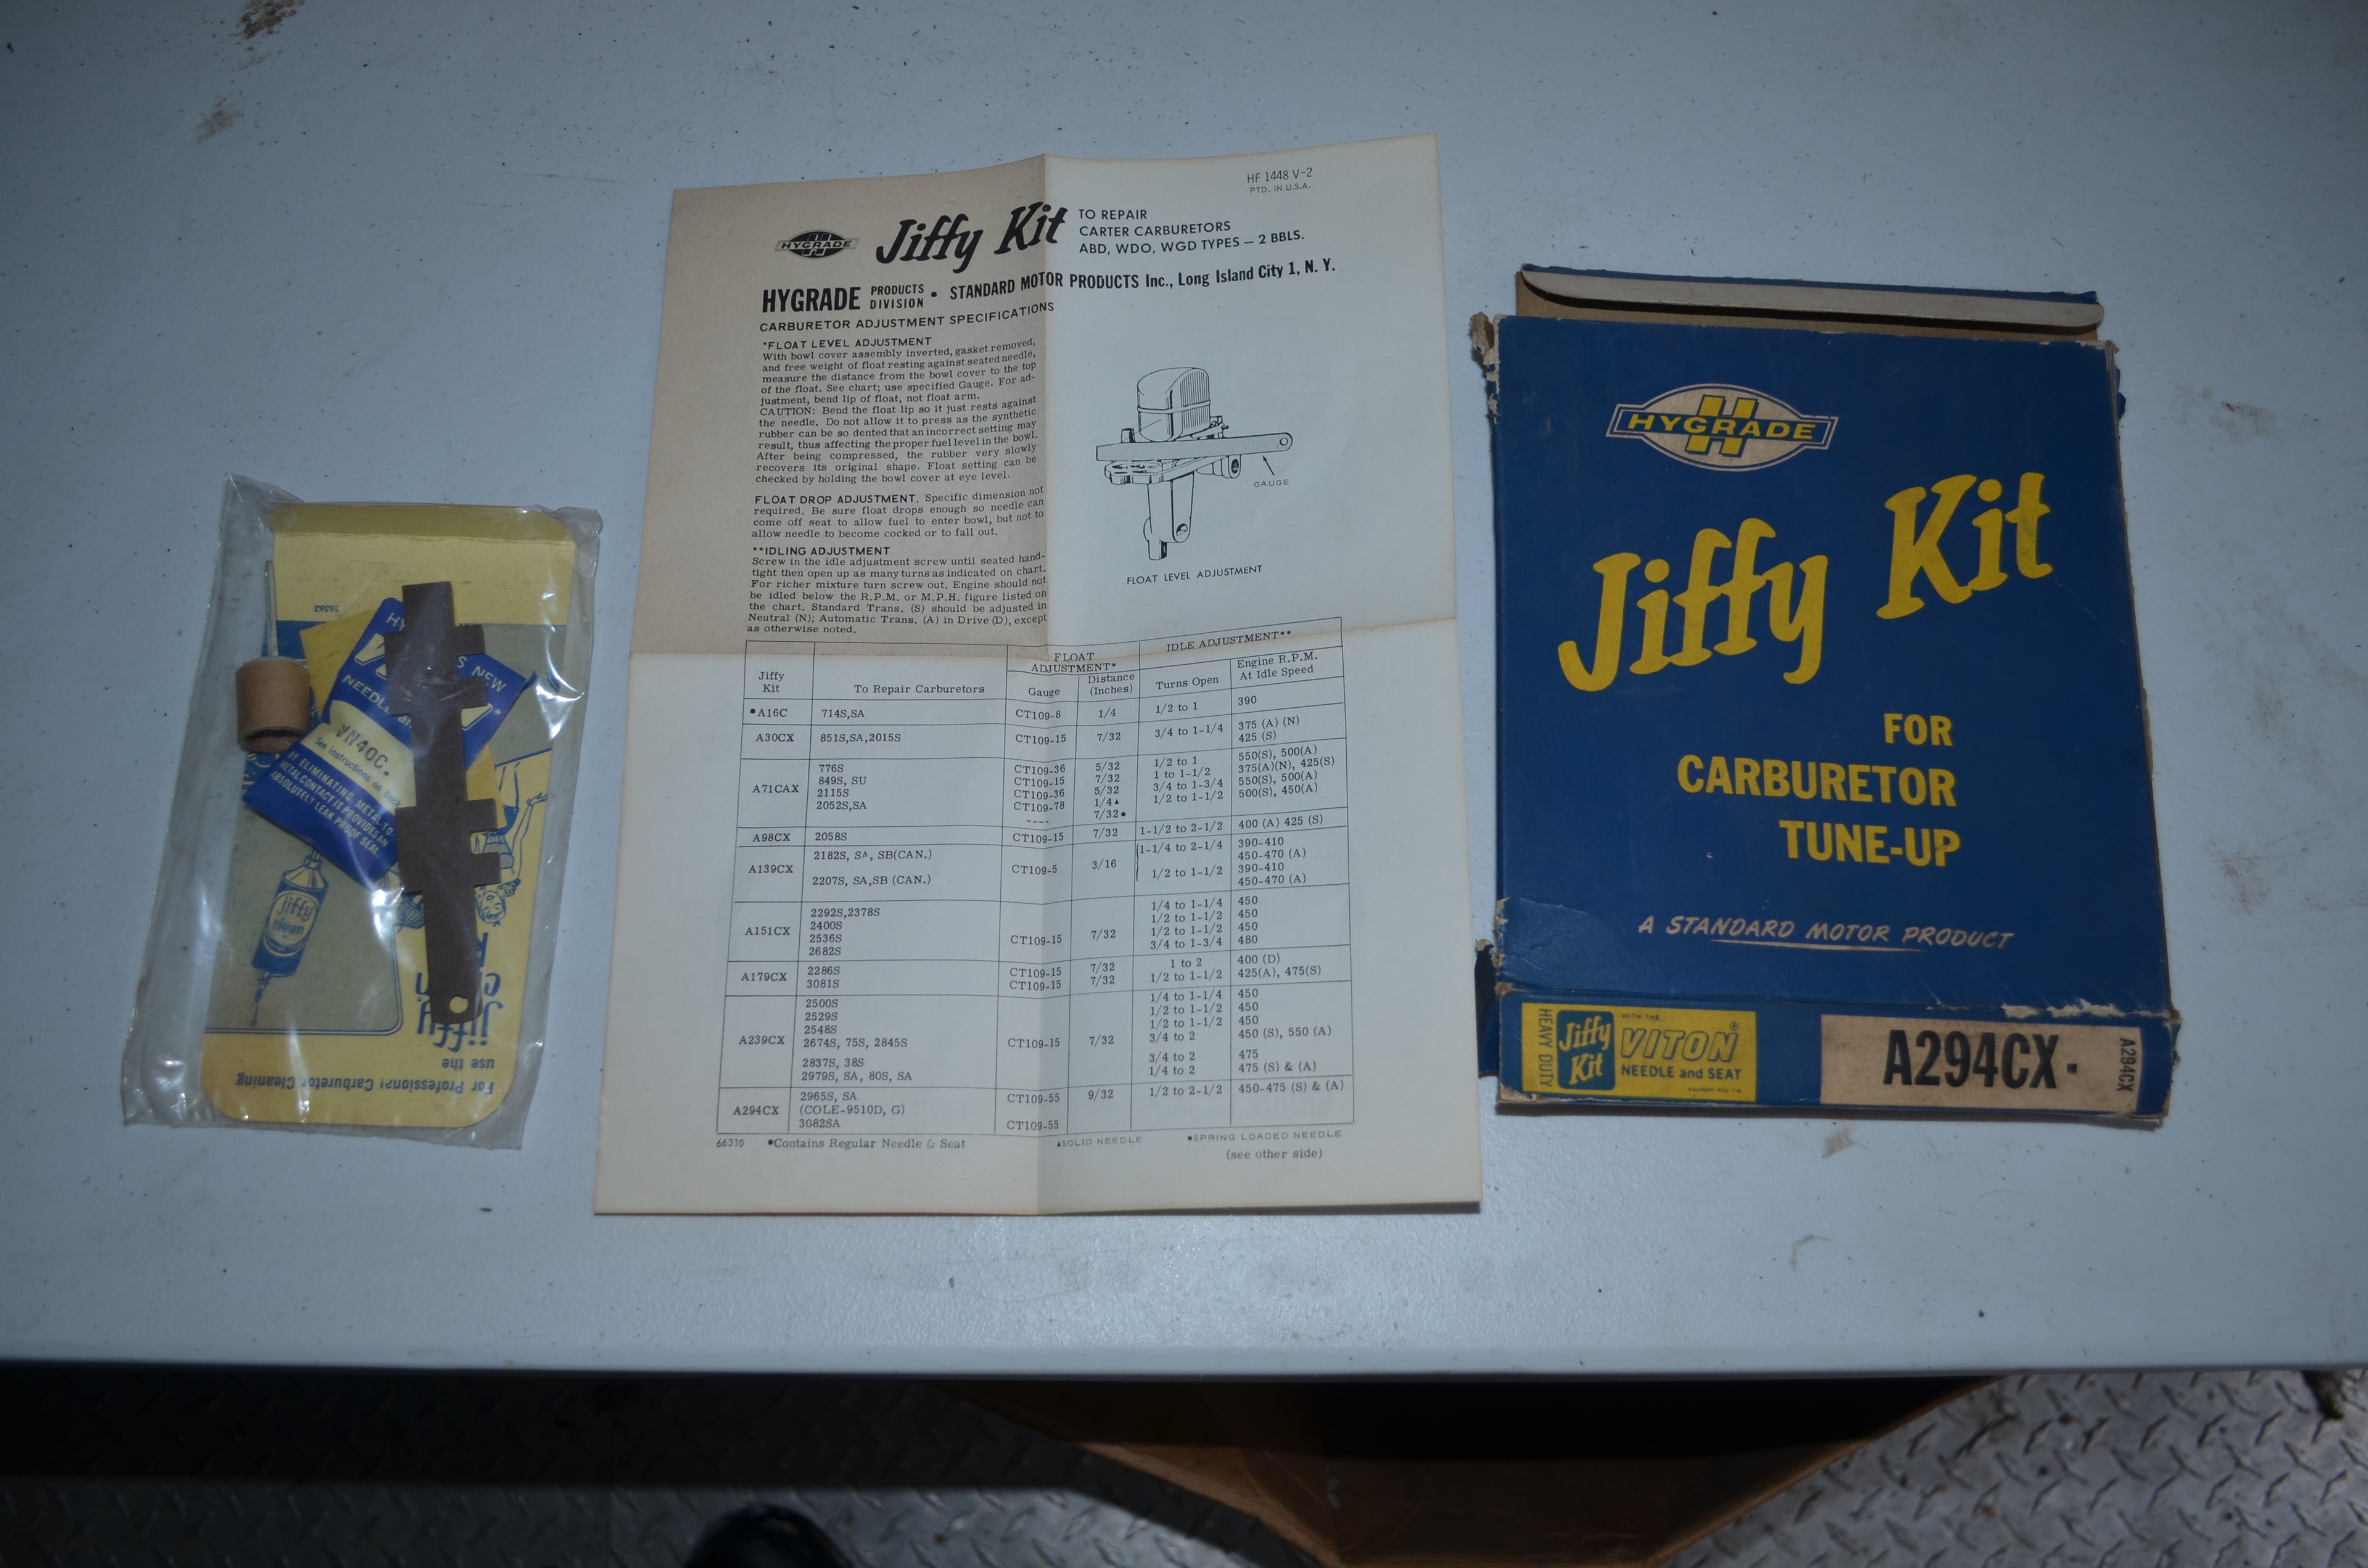 HF 1448 V-2
PTD. IN U.S.A.
HYGRADE
Jiffy Kit
TO REPAIR
CARTER CARBURETORS
ABD, WDO, WGD TYPES — 2 BBLS.
HYGRADE PRODUCTS DIVISION • STANDARD MOTOR PRODUCTS Inc., Long Island City 1, N. Y.
CARBURETOR ADJUSTMENT SPECIFICATIONS
*FLOAT LEVEL ADJUSTMENT
With bowl cover assembly inverted, gasket removed,
and free weight of float resting against seated needle,
measure the distance from the bowl cover to the top
of the float. See chart; use specified Gauge. For ad-
justment, bend lip of float, not float arm.
CAUTION: Bend the float lip so it just rests against
the needle. Do not allow it to press as the synthetic
rubber can be so dented that an incorrect setting may
result, thus affecting the proper fuel level in the bowl.
After being compressed, the rubber very slowly
recovers its original shape. Float setting can be
checked by holding the bowl cover at eye level.
FLOAT DROP ADJUSTMENT. Specific dimension not
required. Be sure float drops enough so needle can
come off seat to allow fuel to enter bowl, but not to
allow needle to become cocked or to fall out.
**IDLING ADJUSTMENT
Screw in the idle adjustment screw until seated hand-
tight then open up as many turns as indicated on chart.
For richer mixture turn screw out. Engine should not
be idled below the R.P.M. or M.P.H. figure listed on
the chart. Standard Trans. (S) should be adjusted in
Neutral (N); Automatic Trans. (A) in Drive (D), except
as otherwise noted.
GAUGE
FLOAT LEVEL ADJUSTMENT
FLOAT ADJUSTMENT* IDLE ADJUSTMENT**
Jiffy Kit To Repair Carburetors Gauge Distance (Inches) Turns Open Engine R.P.M. At Idle Speed
•A16C 714S,SA CT109-8 1/4 1/2 to 1 390
A30CX 851S,SA,2015S CT109-15 7/32 3/4 to 1-1/4 375 (A) (N)
425 (S)
A71CAX 776S CT109-36 5/32 1/2 to 1 550(S), 500(A)
849S, SU CT109-15 7/32 1 to 1-1/2 375(A)(N), 425(S)
2115S CT109-36 5/32 3/4 to 1-3/4 550(S), 500(A)
2052S,SA CT109-78 1/4▲ 1/2 to 1-1/2 500(S), 450(A)
---- 7/32•
A98CX 2058S CT109-15 7/32 1-1/2 to 2-1/2 400 (A) 425 (S)
A139CX 2182S, SA, SB(CAN.) CT109-5 3/16 1-1/4 to 2-1/4 390-410
450-470 (A)
2207S, SA,SB (CAN.) 1/2 to 1-1/2 390-410
450-470 (A)
A151CX 2292S,2378S CT109-15 7/32 1/4 to 1-1/4 450
2400S 1/2 to 1-1/2 450
2536S 1/2 to 1-1/2 450
2682S 3/4 to 1-3/4 480
A179CX 2286S CT109-15 7/32 1 to 2 400 (D)
3081S CT109-15 7/32 1/2 to 1-1/2 425(A), 475(S)
A239CX 2500S CT109-15 7/32 1/4 to 1-1/4 450
2529S 1/2 to 1-1/2 450
2548S 1/2 to 1-1/2 450
2674S, 75S, 2845S 3/4 to 2 450 (S), 550 (A)
2837S, 38S 3/4 to 2 475
2979S, SA, 80S, SA 1/4 to 2 475 (S) & (A)
A294CX 2965S, SA CT109-55 9/32 1/2 to 2-1/2 450-475 (S) & (A)
(COLE-9510D, G)
3082SA CT109-55
66310 •Contains Regular Needle & Seat ▲SOLID NEEDLE •SPRING LOADED NEEDLE
(see other side)
HYGRADE
Jiffy Kit
FOR
CARBURETOR
TUNE-UP
A STANDARD MOTOR PRODUCT
HEAVY DUTY
Jiffy Kit
WITH THE
VITON®
NEEDLE and SEAT
A294CX.
A294CX
76563
HY
S NEW
NEEDLE
VN40C.
See instructions on back
BY ELIMINATING METAL-TO-
METAL CONTACT IT PROVIDES AN
ABSOLUTELY LEAK PROOF SEAL.
jiffy
clean
For Professional Carburetor Cleaning
use the
jiffy